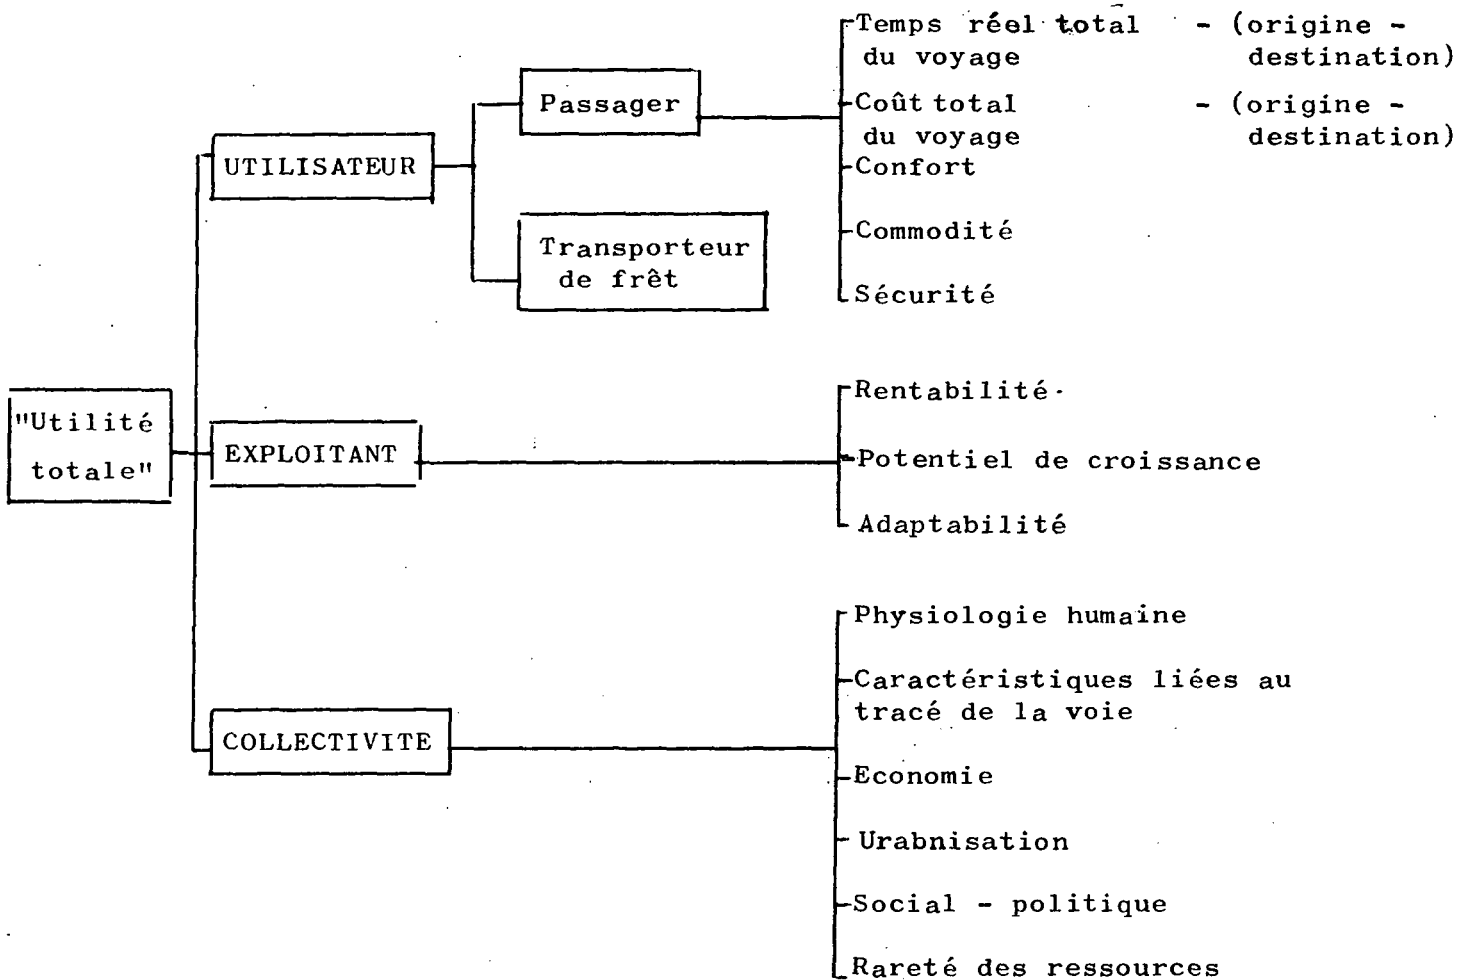 "Utilité
totale"
UTILISATEUR
Passager
Temps réel total - (origine -
du voyage destination)
Coût total - (origine -
du voyage destination)
Confort
Commodité
Sécurité
Transporteur
de frêt
EXPLOITANT
Rentabilité
Potentiel de croissance
Adaptabilité
COLLECTIVITE
Physiologie humaine
Caractéristiques liées au
tracé de la voie
Economie
Urabnisation
Social - politique
Rareté des ressources